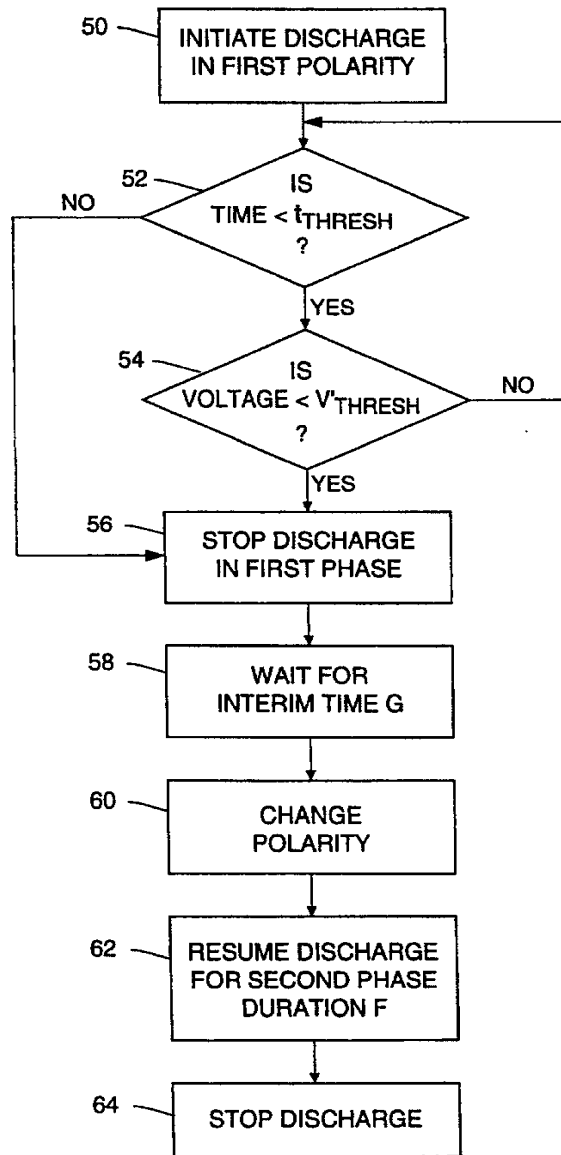 50
INITIATE DISCHARGE
IN FIRST POLARITY
52
IS
TIME < tTHRESH
?
NO
YES
54
IS
VOLTAGE < V'THRESH
?
NO
YES
56
STOP DISCHARGE
IN FIRST PHASE
58
WAIT FOR
INTERIM TIME G
60
CHANGE
POLARITY
62
RESUME DISCHARGE
FOR SECOND PHASE
DURATION F
64
STOP DISCHARGE